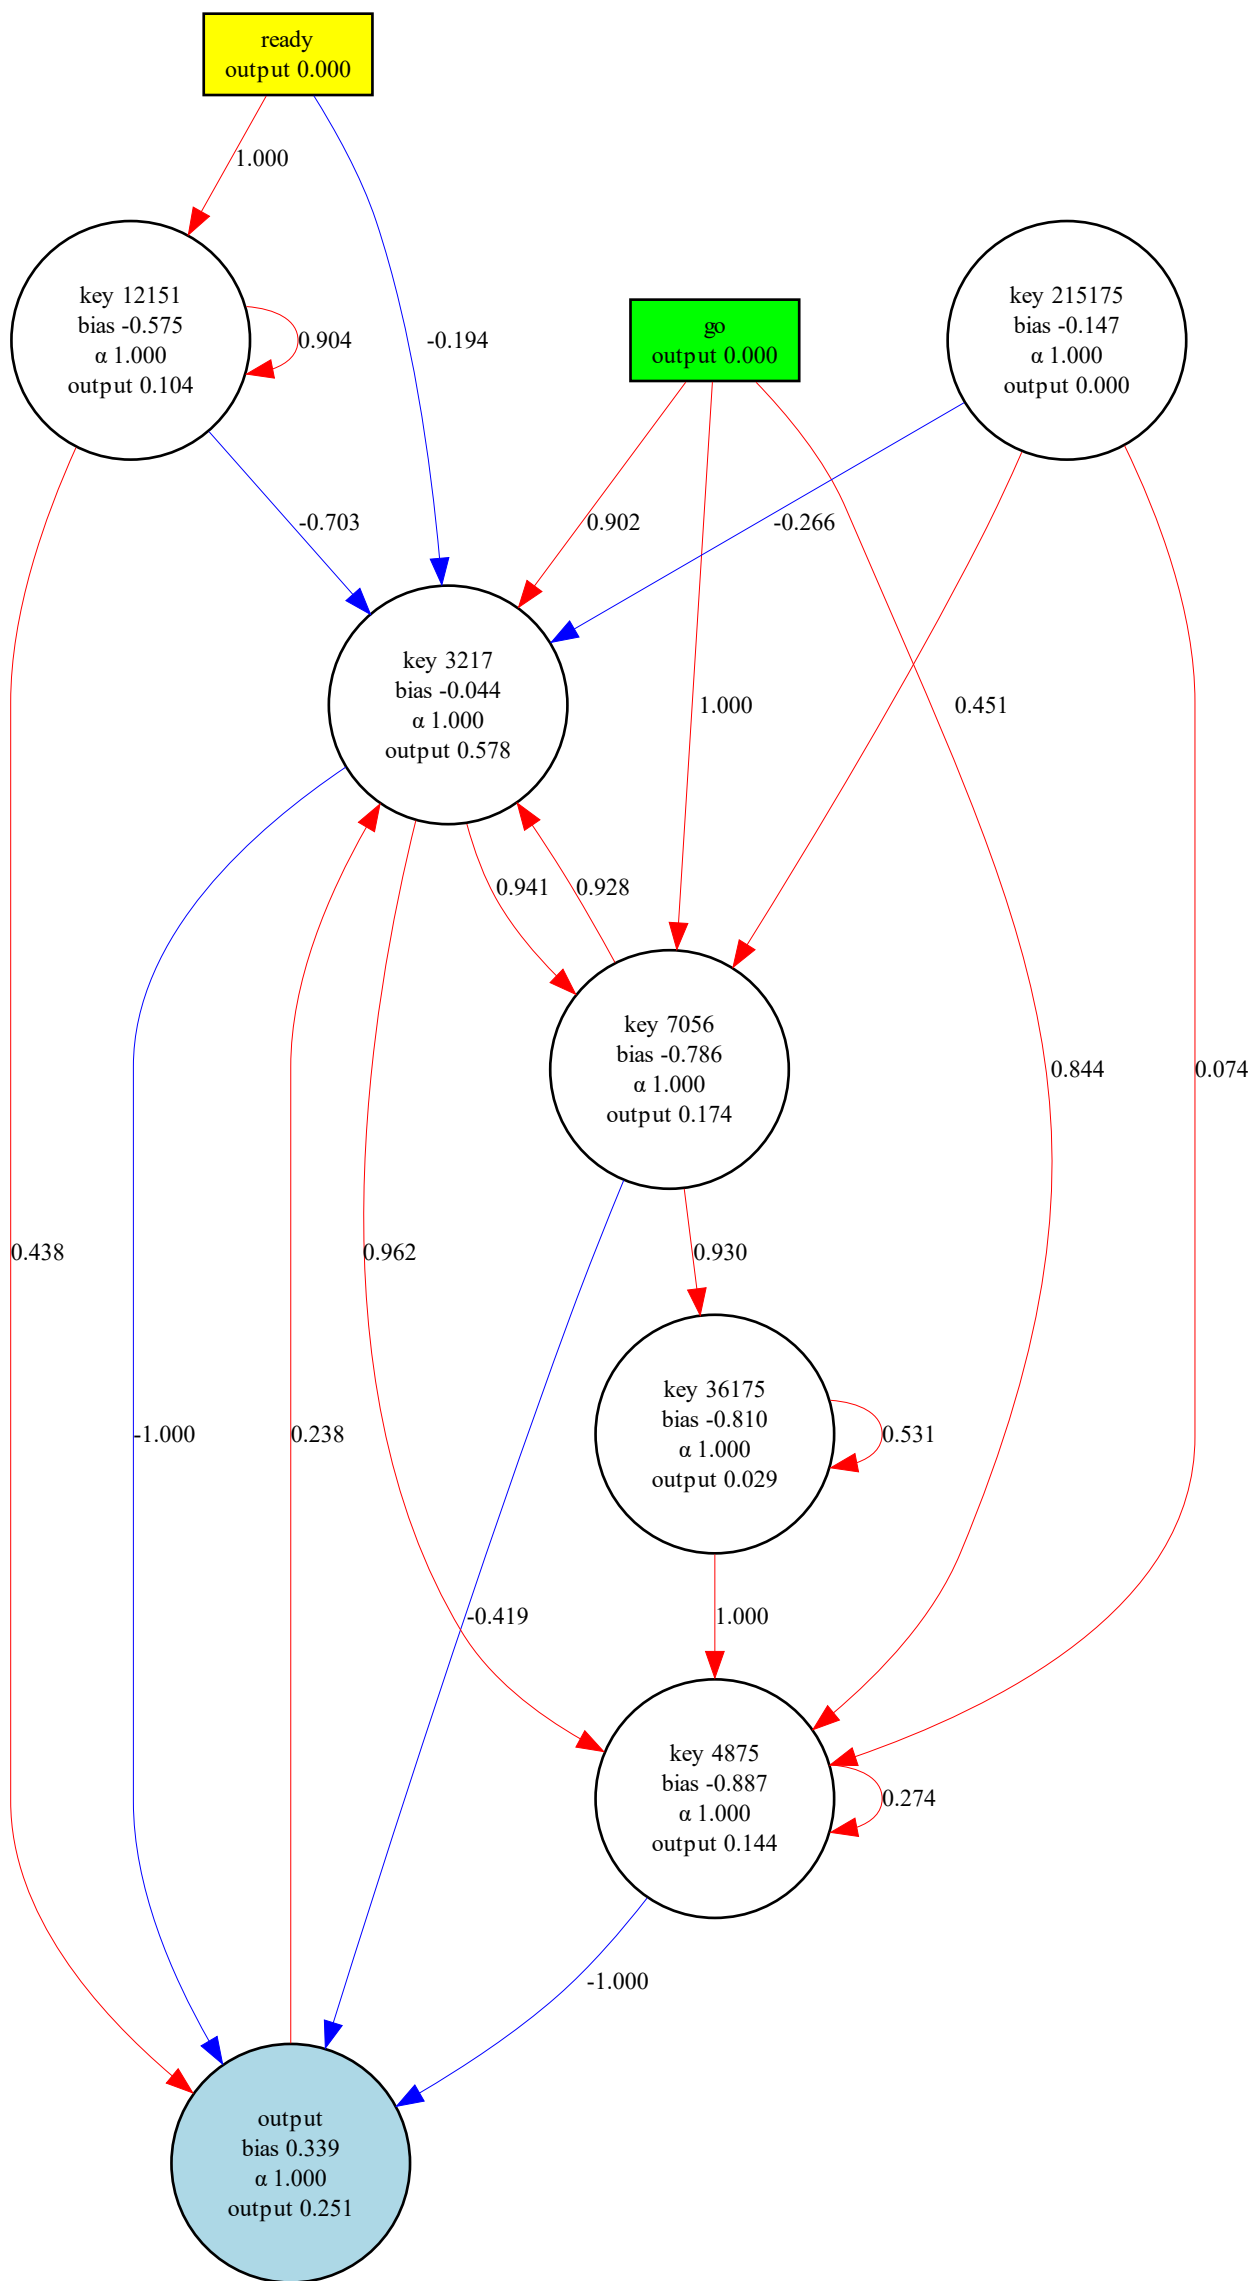 ready
output 0.000
1.000
key 12151
bias -0.575
α 1.000
output 0.104
0.904
-0.194
go
output 0.000
key 215175
bias -0.147
α 1.000
output 0.000
-0.703
0.902
-0.266
key 3217
bias -0.044
α 1.000
output 0.578
1.000
0.451
0.941
0.928
key 7056
bias -0.786
α 1.000
output 0.174
0.844
0.074
0.438
0.962
0.930
-1.000
0.238
key 36175
bias -0.810
α 1.000
output 0.029
0.531
-0.419
1.000
key 4875
bias -0.887
α 1.000
output 0.144
0.274
-1.000
output
bias 0.339
α 1.000
output 0.251